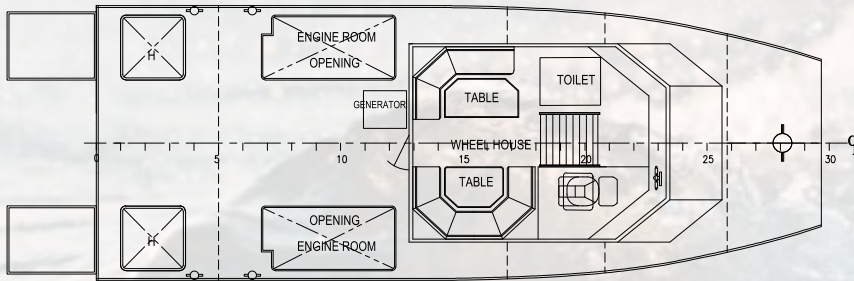 ENGINE ROOM
OPENING
H
TOILET
TABLE
GENERATOR
WHEEL HOUSE
0 5 10 15 20 25 30
TABLE
OPENING
ENGINE ROOM
H